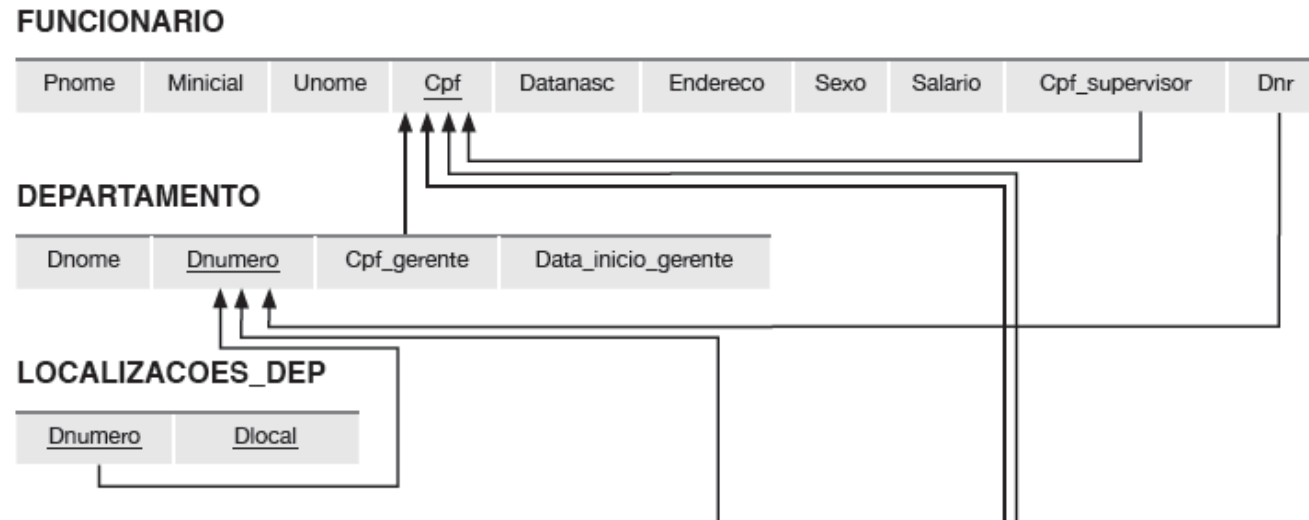 FUNCIONARIO
Pnome Minicial Unome Cpf Datanasc Endereco Sexo Salario Cpf_supervisor Dnr
DEPARTAMENTO
Dnome Dnumero Cpf_gerente Data_inicio_gerente
LOCALIZACOES_DEP
Dnumero Dlocal